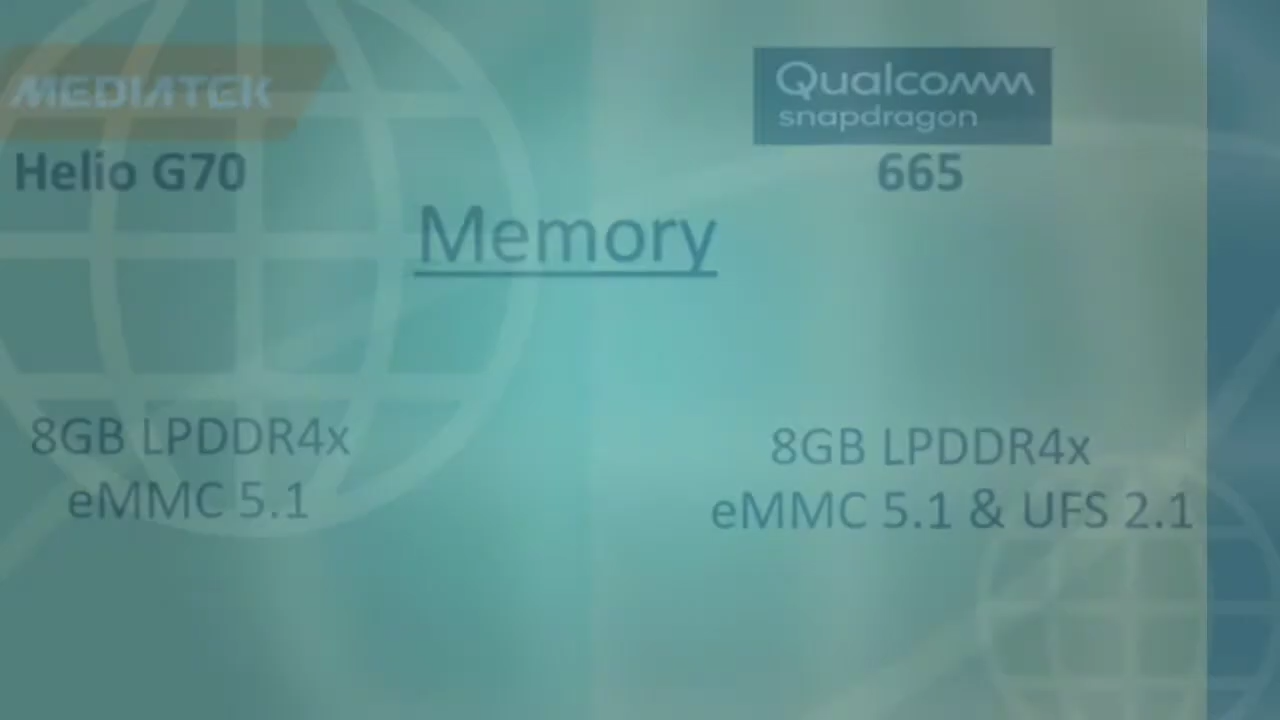 MEDIATEK
Helio G70
Qualcomm
snapdragon
665
Memory
8GB LPDDR4x
eMMC 5.1
8GB LPDDR4x
eMMC 5.1 & UFS 2.1